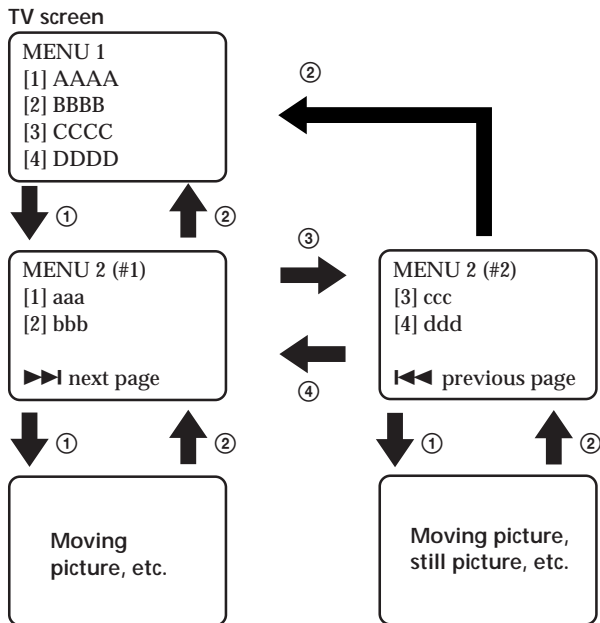 TV screen
MENU 1
[1] AAAA
[2] BBBB
[3] CCCC
[4] DDDD
②
① ②
③
MENU 2 (#1)
[1] aaa
[2] bbb
▶▶I next page
MENU 2 (#2)
[3] ccc
[4] ddd
I◀◀ previous page
④
① ②
① ②
Moving
picture, etc.
Moving picture,
still picture, etc.